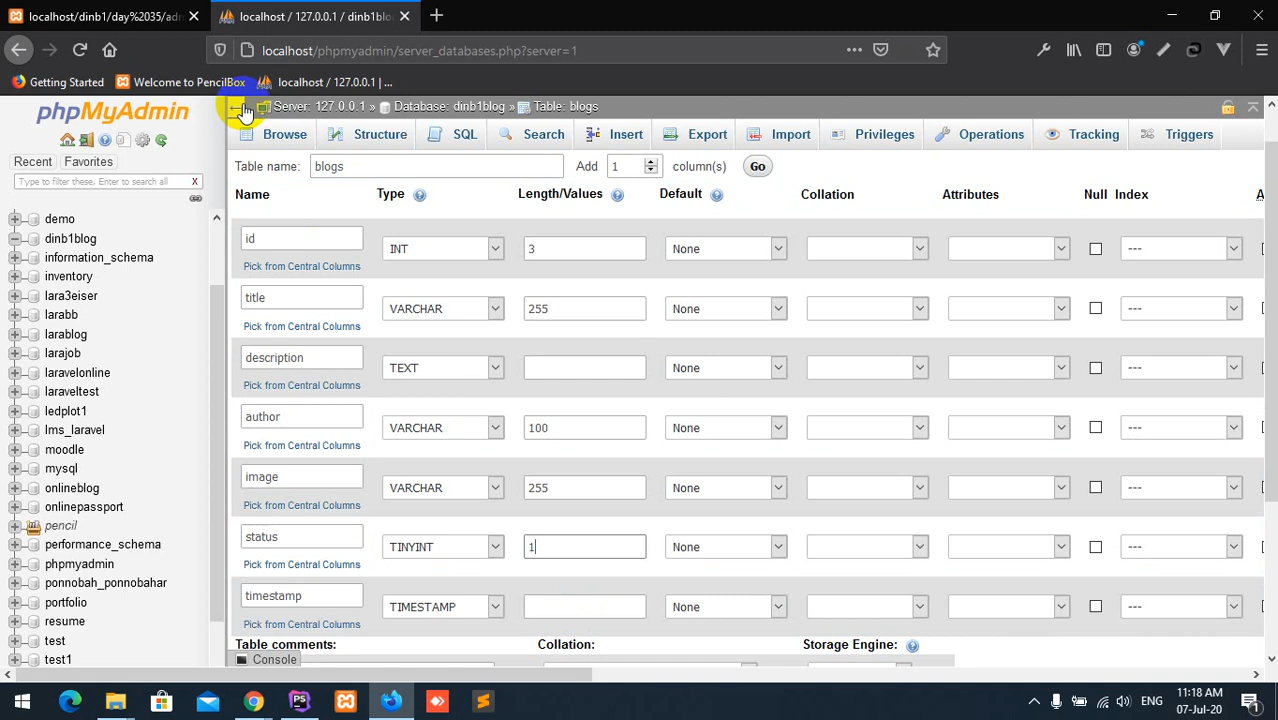 localhost/dinb1/day%2035/adr
localhost / 127.0.0.1 / dinb1blo
localhost/phpmyadmin/server_databases.php?server=1
Getting Started
Welcome to PencilBox
localhost / 127.0.0.1 | ...
phpMyAdmin
Server: 127.0.0.1 » Database: dinb1blog » Table: blogs
Browse Structure SQL Search Insert Export Import Privileges Operations Tracking Triggers
Recent Favorites
Type to filter these, Enter to search all X
Table name: blogs Add 1 column(s) Go
Name Type Length/Values Default Collation Attributes Null Index A
id INT 3 None ---
Pick from Central Columns
title VARCHAR 255 None ---
Pick from Central Columns
description TEXT None ---
Pick from Central Columns
author VARCHAR 100 None ---
Pick from Central Columns
image VARCHAR 255 None ---
Pick from Central Columns
status TINYINT 1 None ---
Pick from Central Columns
timestamp TIMESTAMP None ---
Pick from Central Columns
Table comments: Collation: Storage Engine:
Console
demo
dinb1blog
information_schema
inventory
lara3eiser
larabb
larablog
larajob
laravelonline
laraveltest
ledplot1
lms_laravel
moodle
mysql
onlineblog
onlinepassport
pencil
performance_schema
phpmyadmin
ponnobah_ponnobahar
portfolio
resume
test
test1
ENG
11:18 AM
07-Jul-20